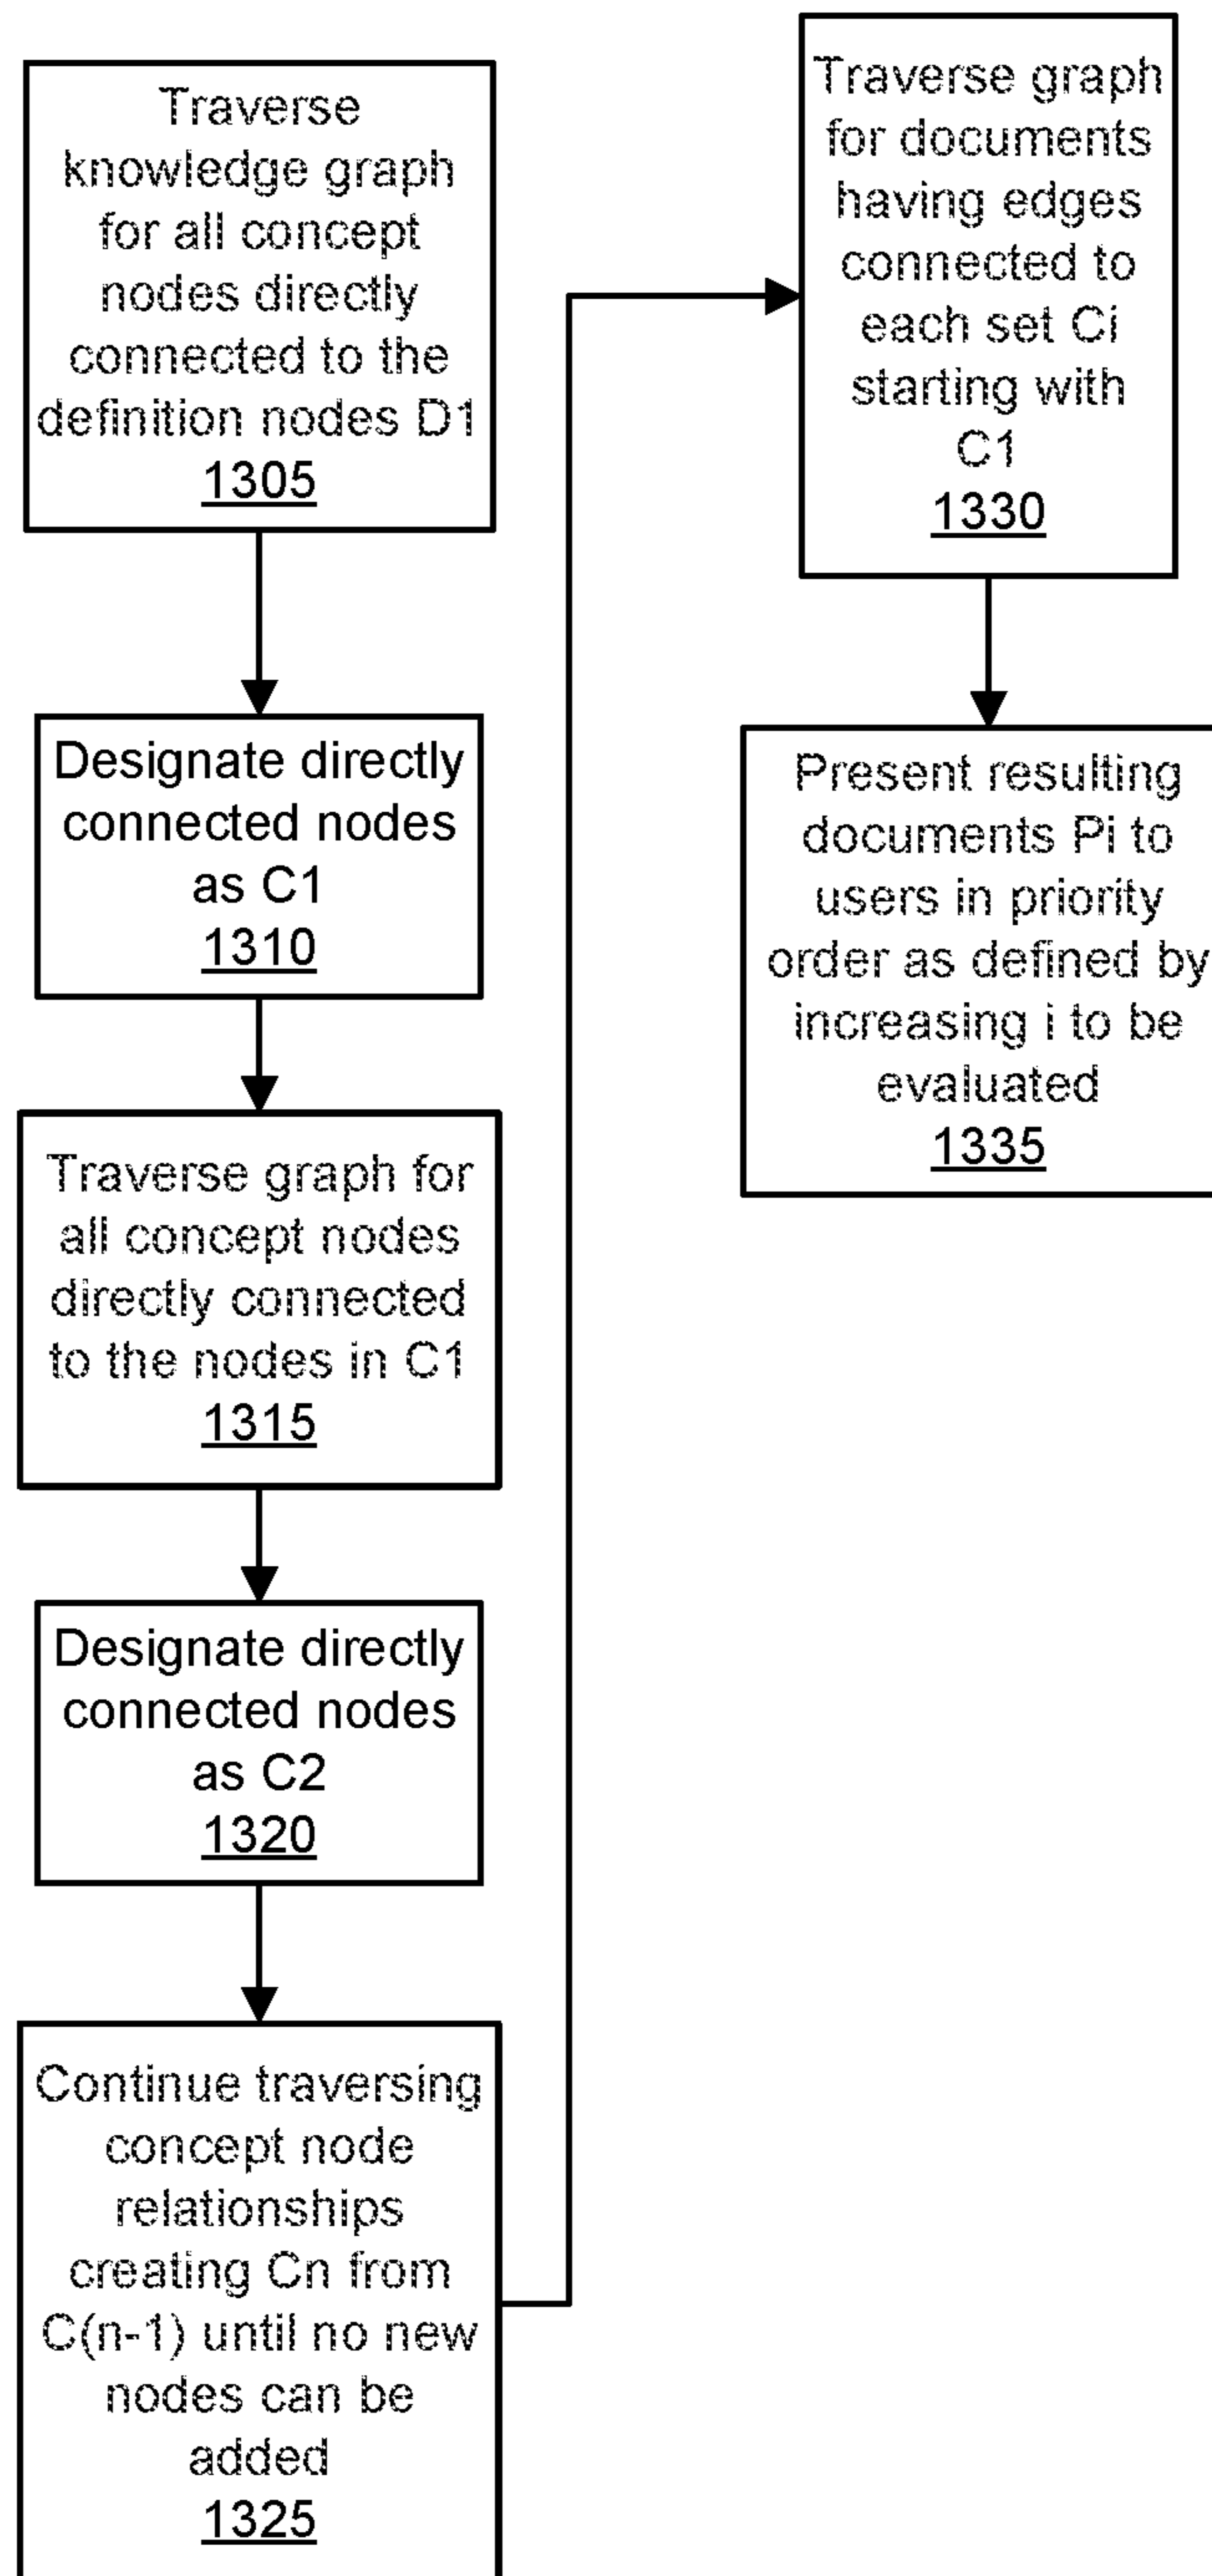 Traverse
knowledge graph
for all concept
nodes directly
connected to the
definition nodes D1
1305
Designate directly
connected nodes
as C1
1310
Traverse graph for
all concept nodes
directly connected
to the nodes in C1
1315
Designate directly
connected nodes
as C2
1320
Continue traversing
concept node
relationships
creating Cn from
C(n-1) until no new
nodes can be
added
1325
Traverse graph
for documents
having edges
connected to
each set Ci
starting with
C1
1330
Present resulting
documents Pi to
users in priority
order as defined by
increasing i to be
evaluated
1335